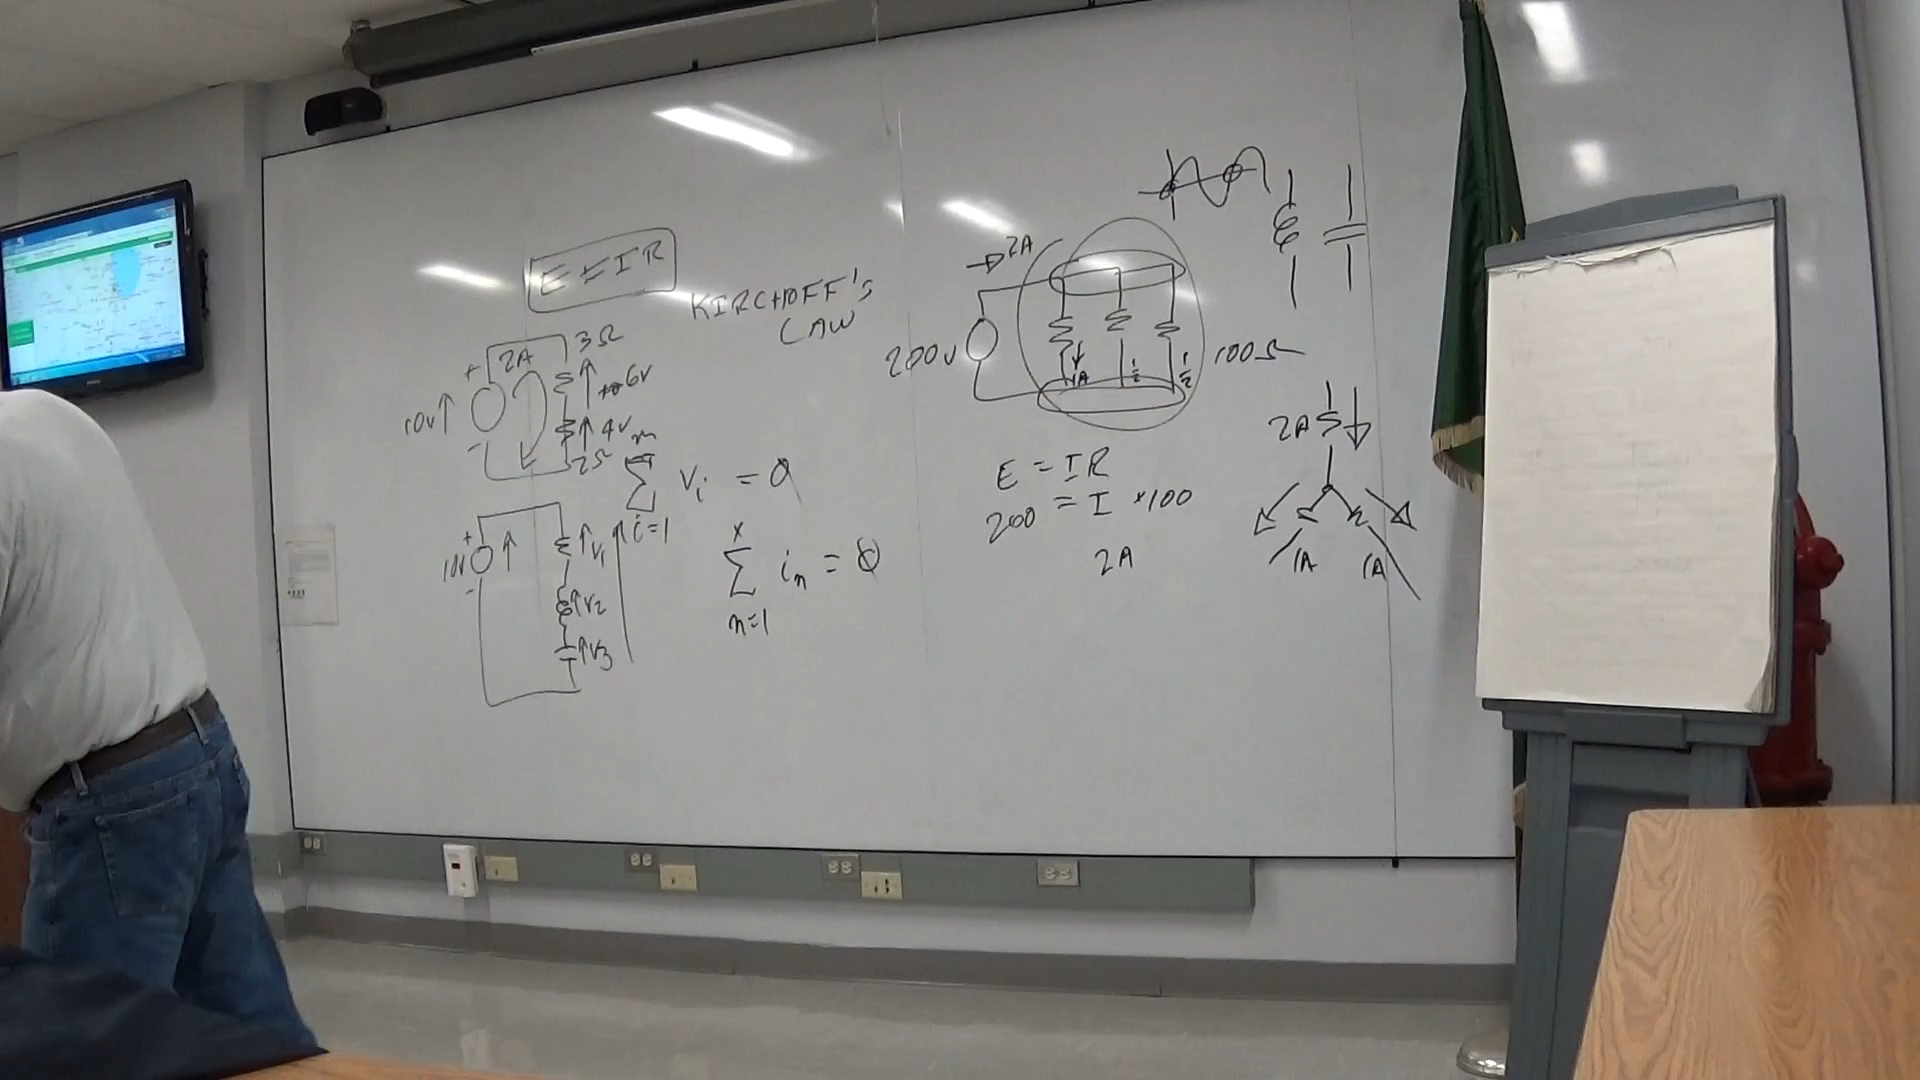 E = IR
KIRCHOFF'S
LAW
2A
3Ω
+
10V
6V
4V
-
2Ω
m
∑ Vi = 0
i=1
+
10V
-
V1
V2
V3
x
∑ in = 0
n=1
2A
200V
1A
1/2
1/2
100Ω
E = IR
200 = I × 100
2A
2A
1A
1A